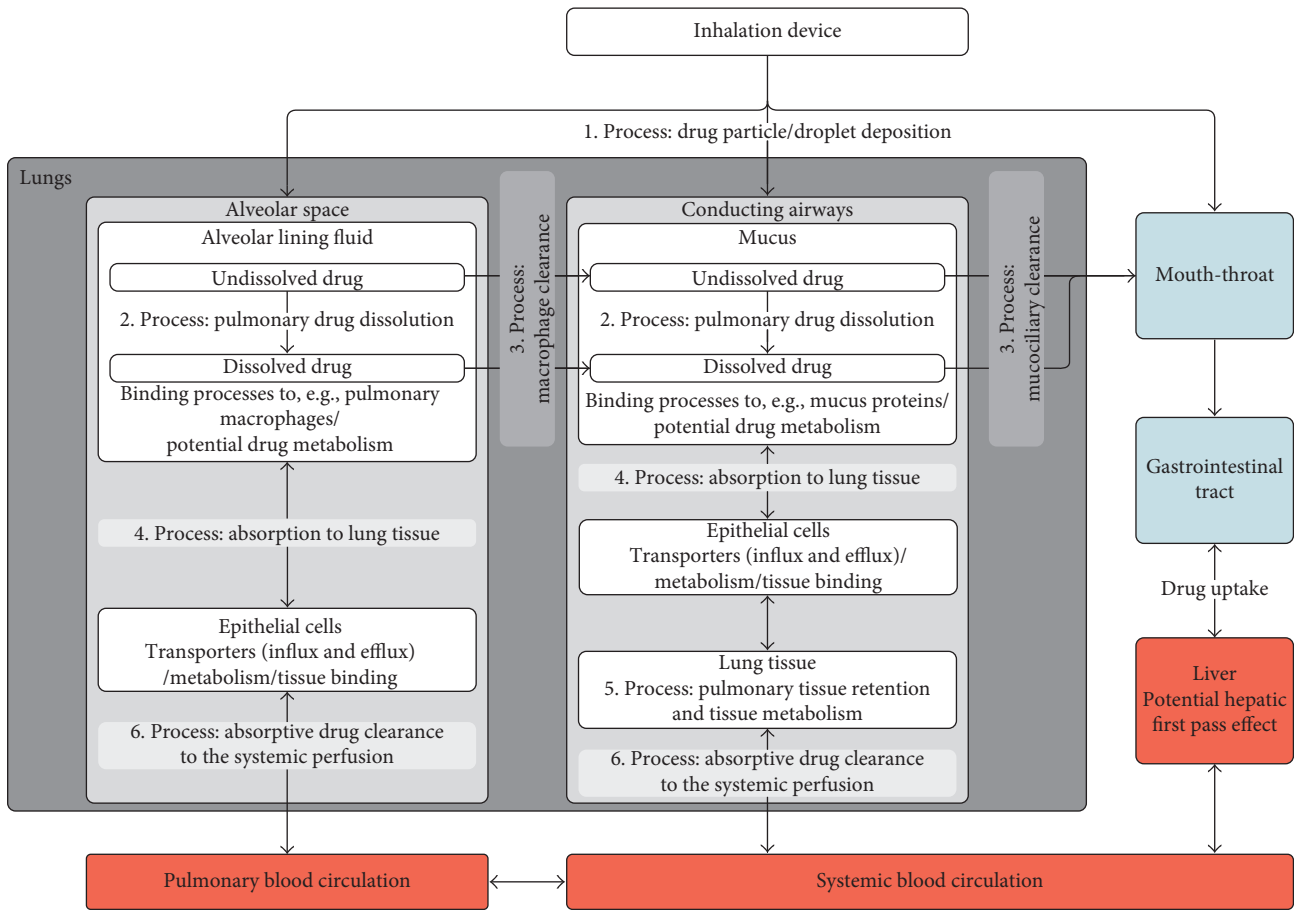 Inhalation device
1. Process: drug particle/droplet deposition
Lungs
Alveolar space
Alveolar lining fluid
Undissolved drug
2. Process: pulmonary drug dissolution
Dissolved drug
Binding processes to, e.g., pulmonary
macrophages/
potential drug metabolism
4. Process: absorption to lung tissue
Epithelial cells
Transporters (influx and efflux)
/metabolism/tissue binding
6. Process: absorptive drug clearance
to the systemic perfusion
3. Process:
macrophage clearance
Conducting airways
Mucus
Undissolved drug
2. Process: pulmonary drug dissolution
Dissolved drug
Binding processes to, e.g., mucus proteins/
potential drug metabolism
4. Process: absorption to lung tissue
Epithelial cells
Transporters (influx and efflux)/
metabolism/tissue binding
Lung tissue
5. Process: pulmonary tissue retention
and tissue metabolism
6. Process: absorptive drug clearance
to the systemic perfusion
3. Process:
mucociliary clearance
Mouth-throat
Gastrointestinal
tract
Drug uptake
Liver
Potential hepatic
first pass effect
Pulmonary blood circulation
Systemic blood circulation